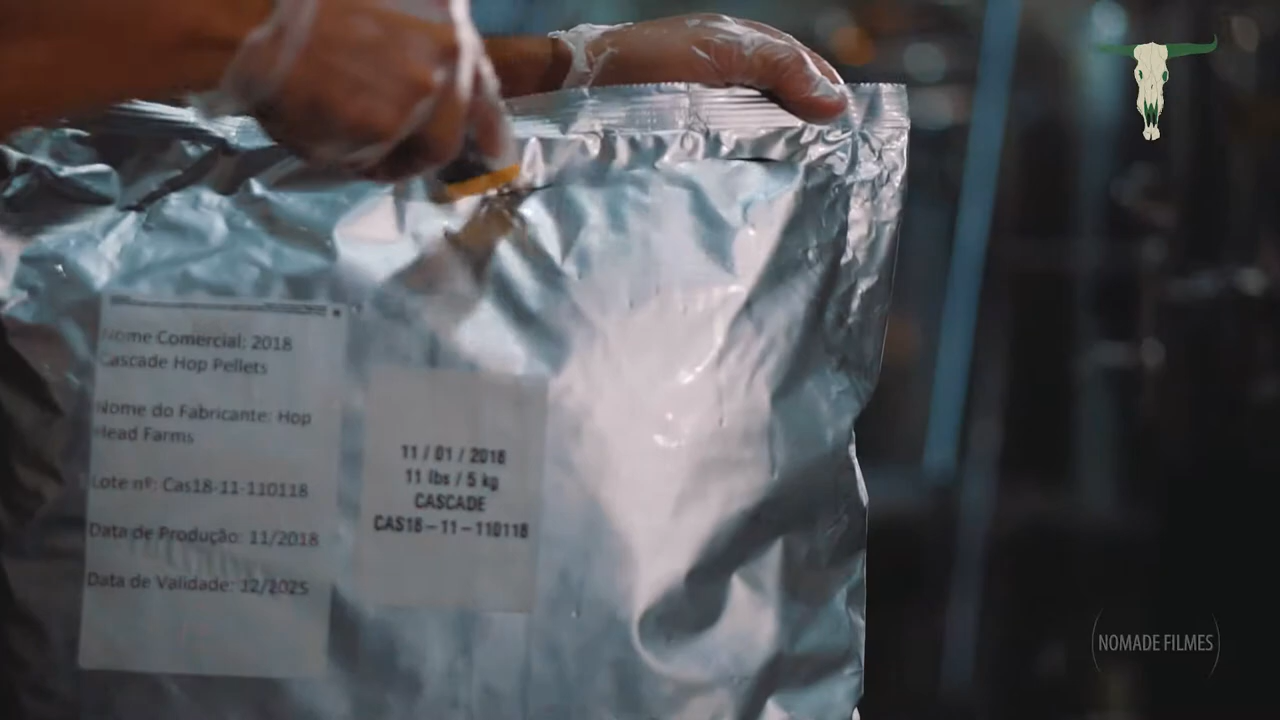 Nome Comercial: 2018
Cascade Hop Pellets
Nome do Fabricante: Hop
Head Farms
Lote nº: Cas18-11-110118
Data de Produção: 11/2018
Data de Validade: 12/2025
11 / 01 / 2018
11 lbs / 5 kg
CASCADE
CAS18-11-110118
NOMADE FILMES